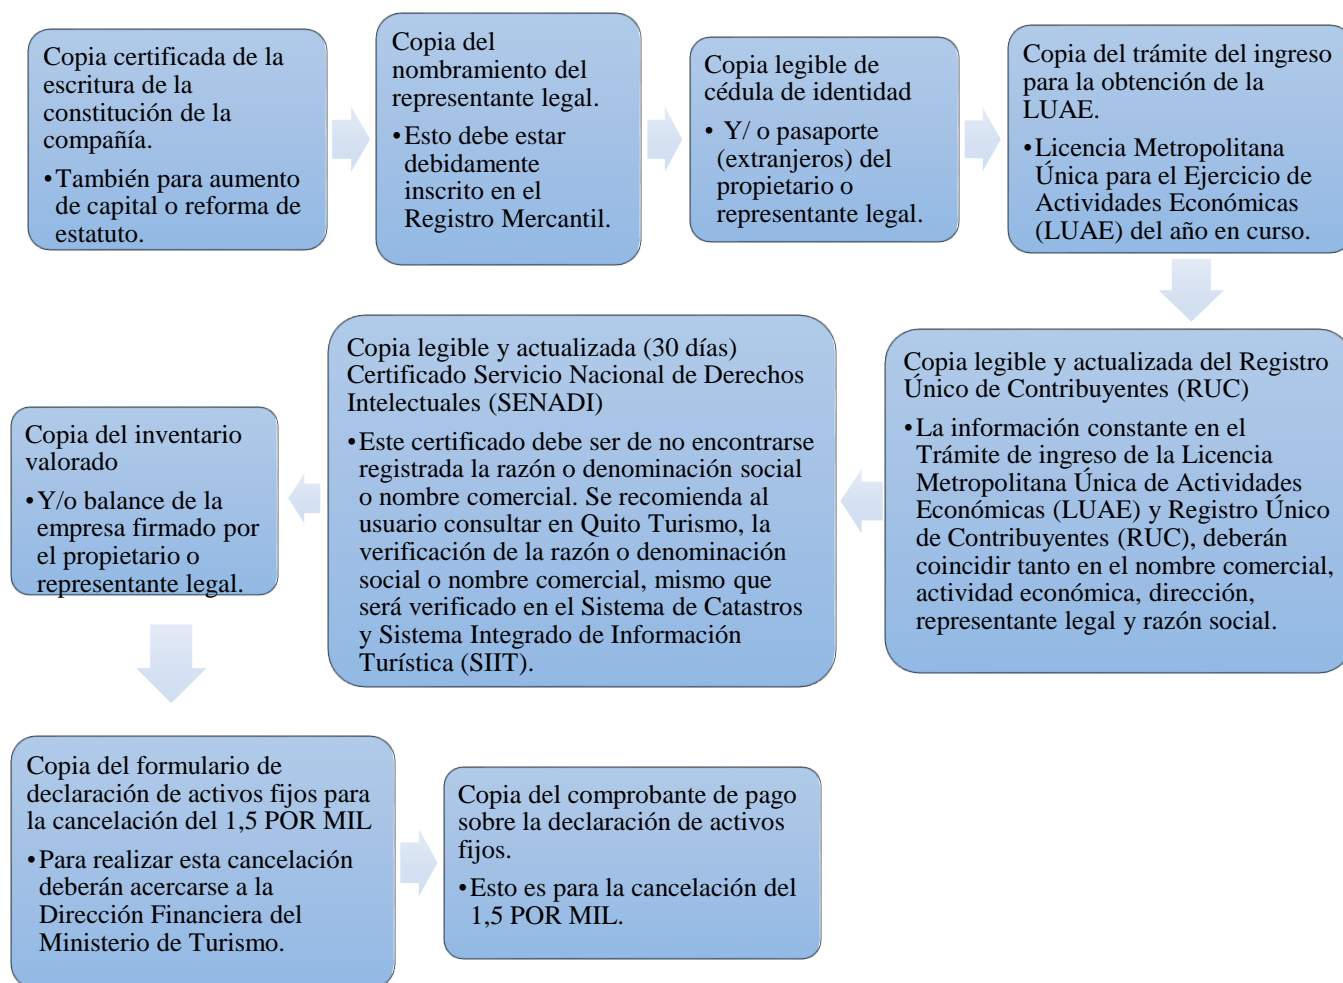 Copia certificada de la
escritura de la
constitución de la
compañía.
•También para aumento
de capital o reforma de
estatuto.
Copia del
nombramiento del
representante legal.
•Esto debe estar
debidamente
inscrito en el
Registro Mercantil.
Copia legible de
cédula de identidad
• Y/ o pasaporte
(extranjeros) del
propietario o
representante legal.
Copia del trámite del ingreso
para la obtención de la
LUAE.
•Licencia Metropolitana
Única para el Ejercicio de
Actividades Económicas
(LUAE) del año en curso.
Copia legible y actualizada del Registro
Único de Contribuyentes (RUC)
•La información constante en el
Trámite de ingreso de la Licencia
Metropolitana Única de Actividades
Económicas (LUAE) y Registro Único
de Contribuyentes (RUC), deberán
coincidir tanto en el nombre comercial,
actividad económica, dirección,
representante legal y razón social.
Copia legible y actualizada (30 días)
Certificado Servicio Nacional de Derechos
Intelectuales (SENADI)
•Este certificado debe ser de no encontrarse
registrada la razón o denominación social
o nombre comercial. Se recomienda al
usuario consultar en Quito Turismo, la
verificación de la razón o denominación
social o nombre comercial, mismo que
será verificado en el Sistema de Catastros
y Sistema Integrado de Información
Turística (SIIT).
Copia del inventario
valorado
•Y/o balance de la
empresa firmado por
el propietario o
representante legal.
Copia del formulario de
declaración de activos fijos para
la cancelación del 1,5 POR MIL
•Para realizar esta cancelación
deberán acercarse a la
Dirección Financiera del
Ministerio de Turismo.
Copia del comprobante de pago
sobre la declaración de activos
fijos.
•Esto es para la cancelación del
1,5 POR MIL.